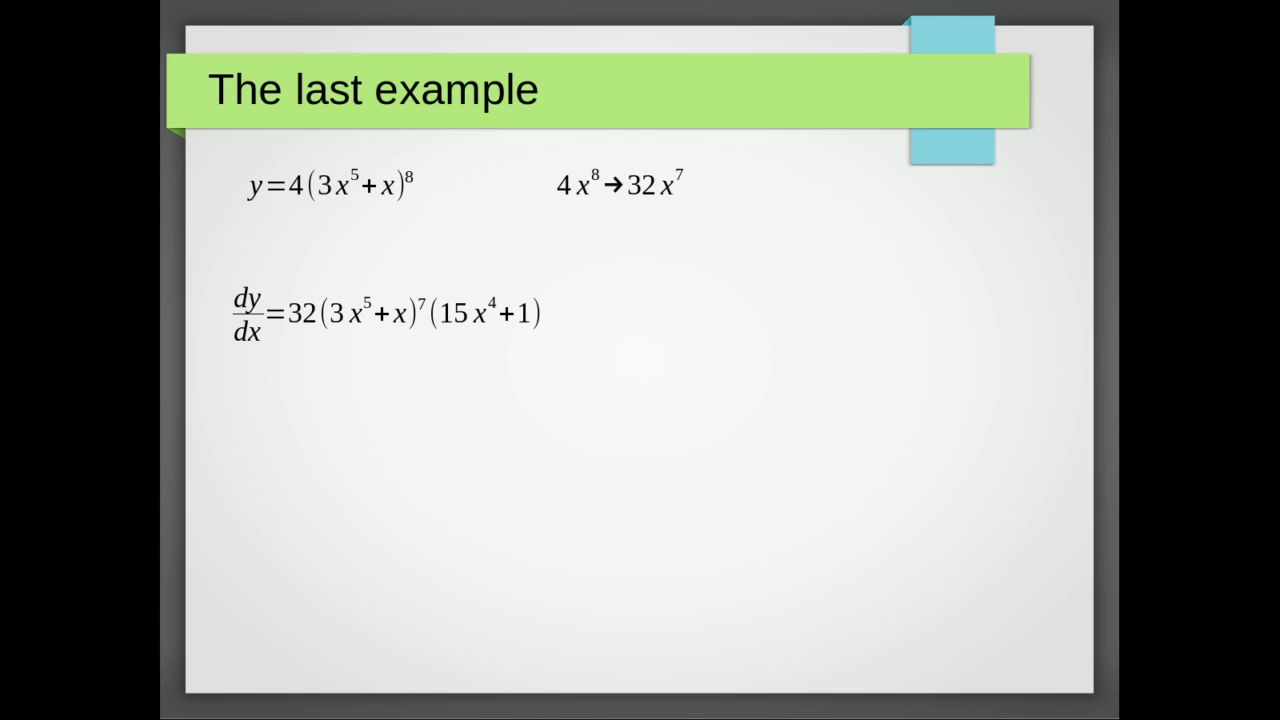 The last example
y=4(3x⁵+x)⁸ 4x⁸→32x⁷
dy/dx=32(3x⁵+x)⁷(15x⁴+1)